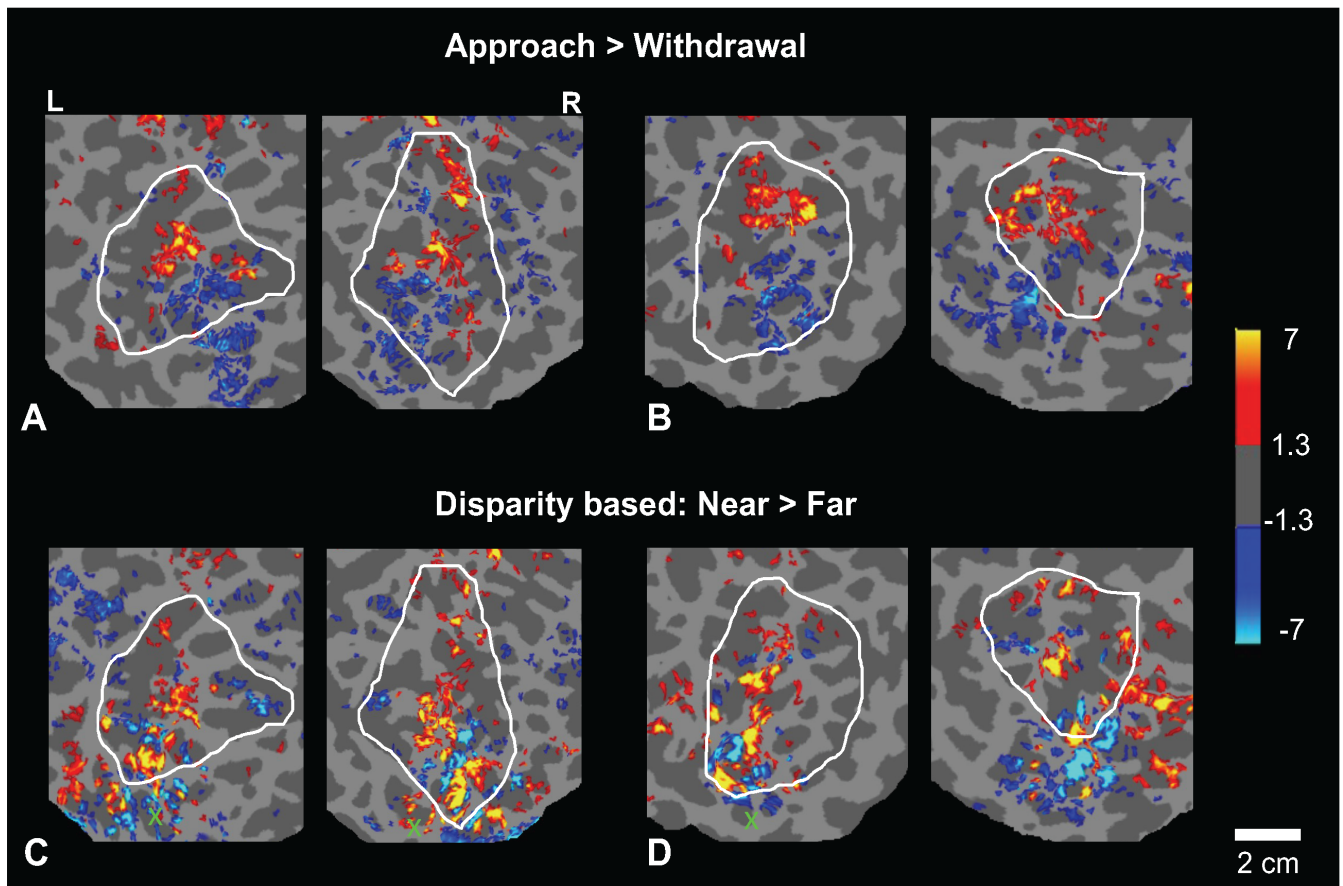 Approach > Withdrawal
L
R
A
B
7
1.3
-1.3
-7
Disparity based: Near > Far
X
X
X
C
D
2 cm